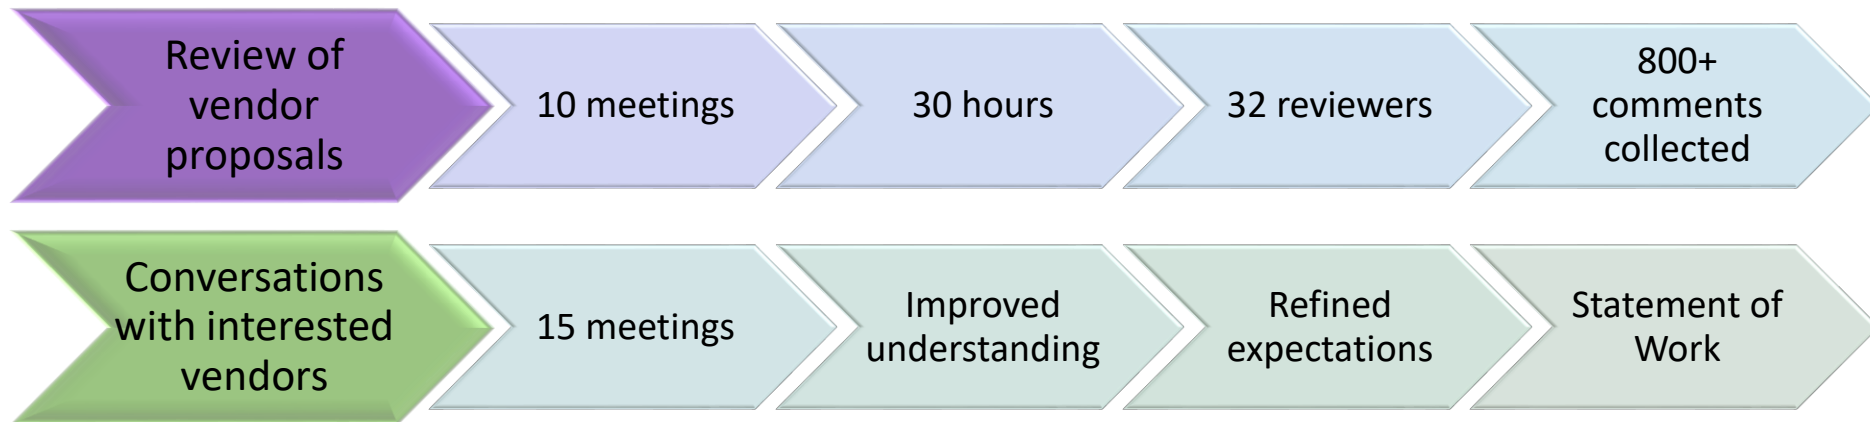 Review of
vendor
proposals
10 meetings
30 hours
32 reviewers
800+
comments
collected
Conversations
with interested
vendors
15 meetings
Improved
understanding
Refined
expectations
Statement of
Work